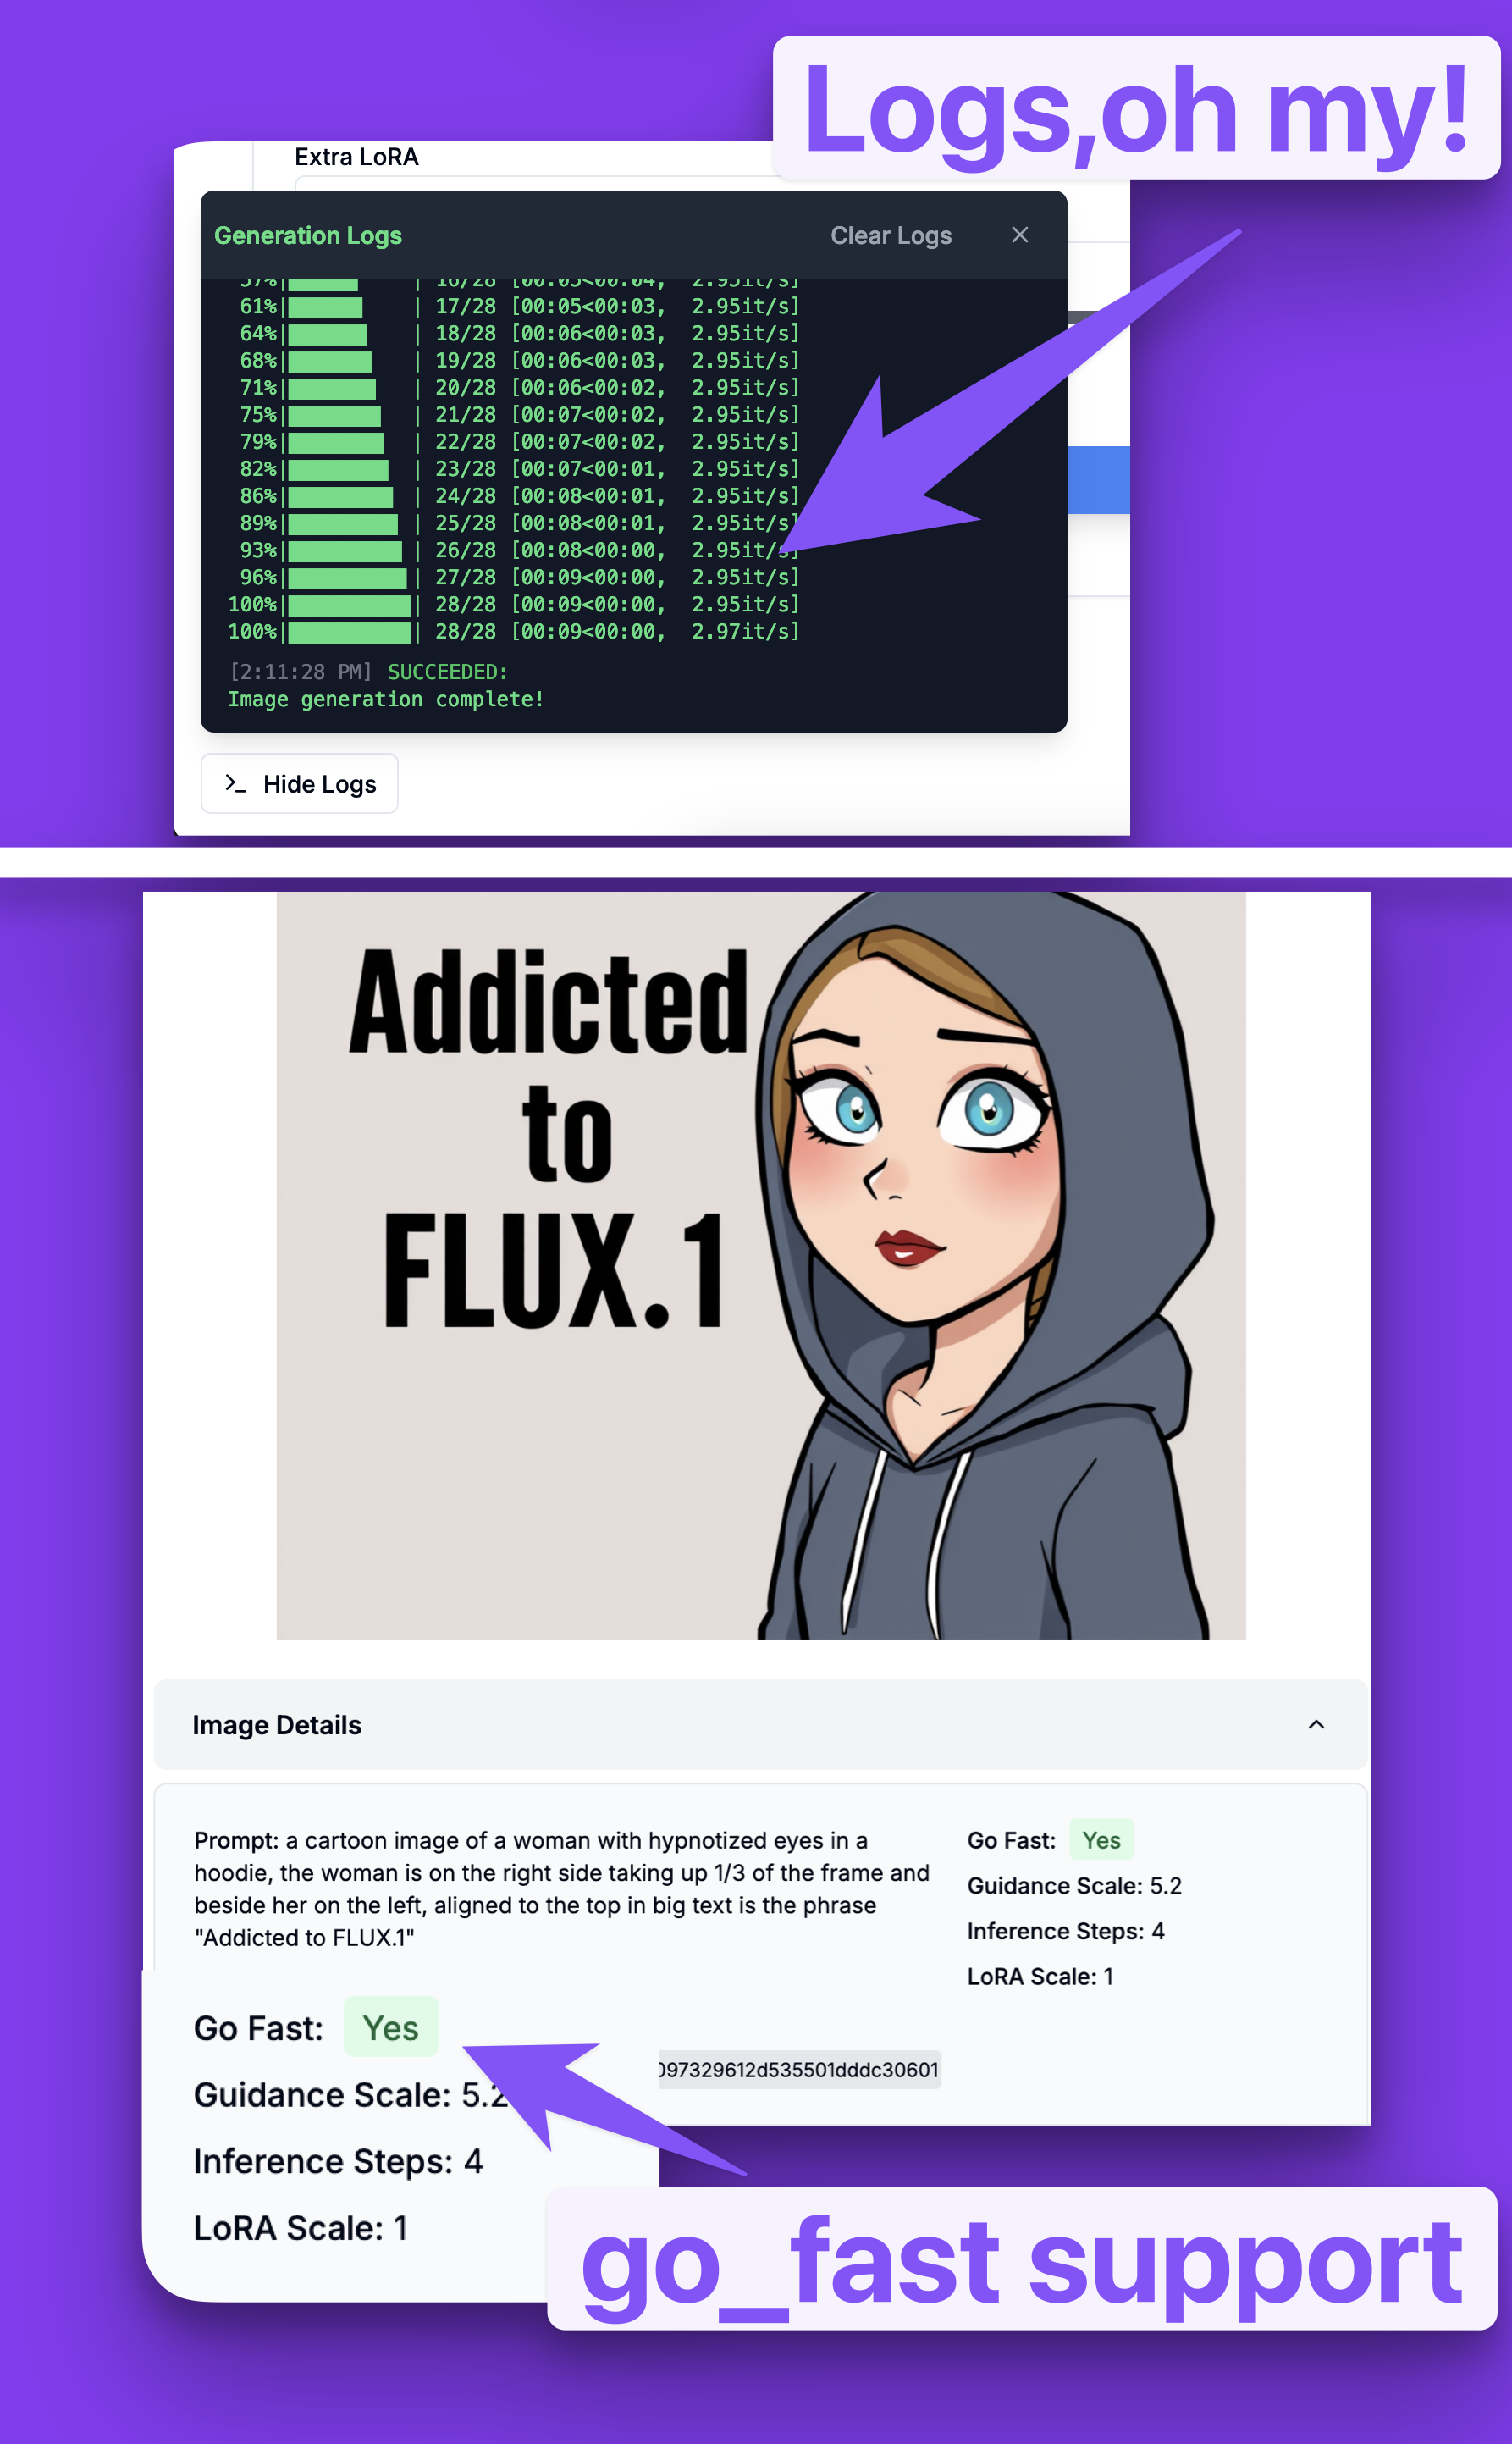 Logs,oh my!
Extra LoRA
Generation Logs
Clear Logs
57%| | 16/28 [00:05<00:04, 2.95it/s]
61%| | 17/28 [00:05<00:03, 2.95it/s]
64%| | 18/28 [00:06<00:03, 2.95it/s]
68%| | 19/28 [00:06<00:03, 2.95it/s]
71%| | 20/28 [00:06<00:02, 2.95it/s]
75%| | 21/28 [00:07<00:02, 2.95it/s]
79%| | 22/28 [00:07<00:02, 2.95it/s]
82%| | 23/28 [00:07<00:01, 2.95it/s]
86%| | 24/28 [00:08<00:01, 2.95it/s]
89%| | 25/28 [00:08<00:01, 2.95it/s]
93%| | 26/28 [00:08<00:00, 2.95it/s]
96%| | 27/28 [00:09<00:00, 2.95it/s]
100%| | 28/28 [00:09<00:00, 2.95it/s]
100%| | 28/28 [00:09<00:00, 2.97it/s]
[2:11:28 PM] SUCCEEDED:
Image generation complete!
Hide Logs
Addicted
to
FLUX.1
Image Details
Prompt: a cartoon image of a woman with hypnotized eyes in a
hoodie, the woman is on the right side taking up 1/3 of the frame and
beside her on the left, aligned to the top in big text is the phrase
"Addicted to FLUX.1"
Go Fast: Yes
Guidance Scale: 5.2
Inference Steps: 4
LoRA Scale: 1
097329612d535501dddc30601
Go Fast: Yes
Guidance Scale: 5.2
Inference Steps: 4
LoRA Scale: 1
go_fast support